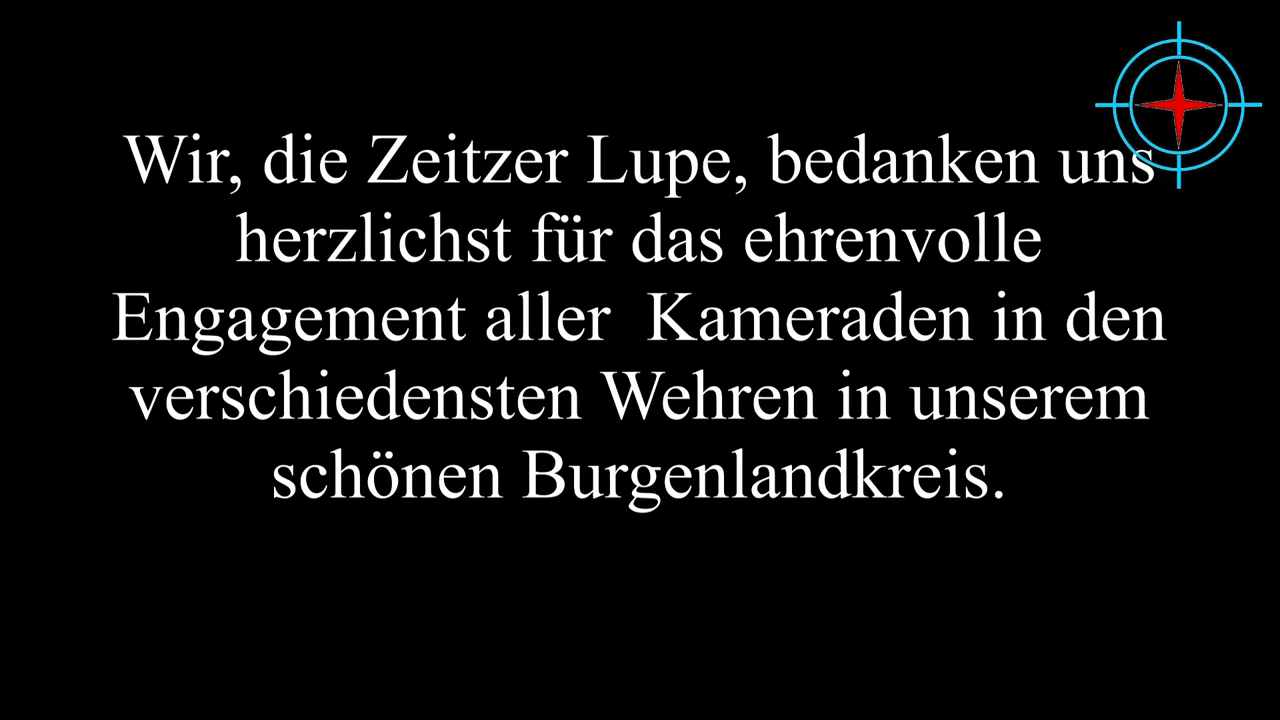 Wir, die Zeitzer Lupe, bedanken uns
herzlichst für das ehrenvolle
Engagement aller  Kameraden in den
verschiedensten Wehren in unserem
schönen Burgenlandkreis.